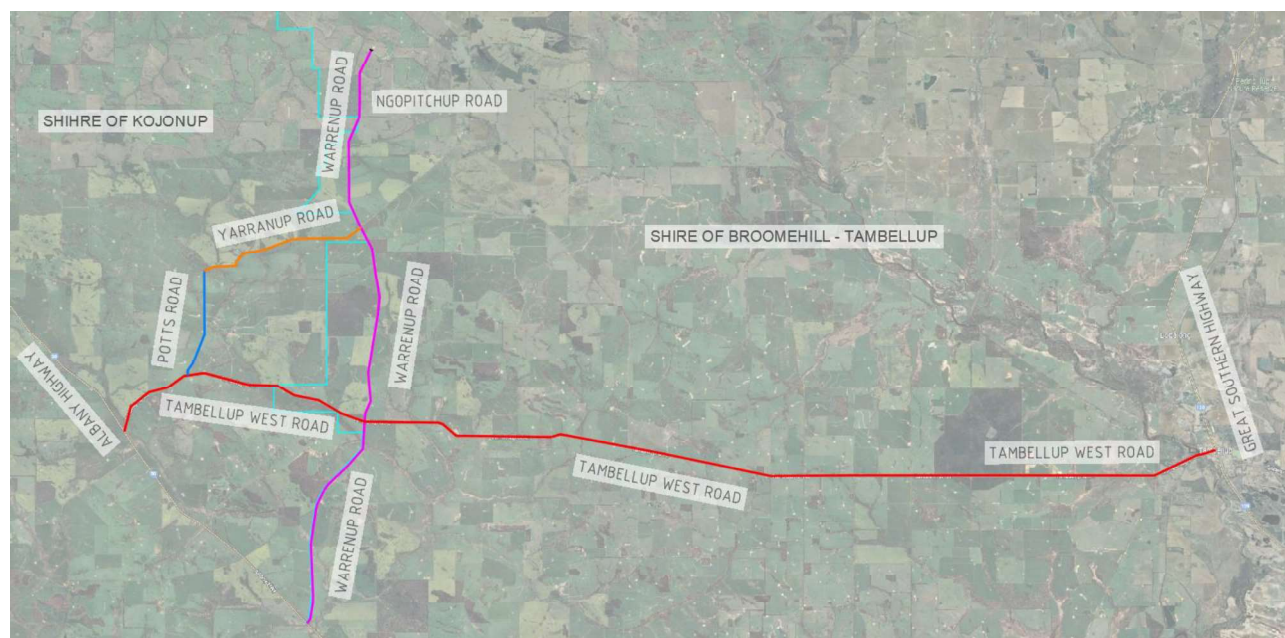 WARRENUP ROAD
NGOPITCHUP ROAD
SHIHRE OF KOJONUP
YARRANUP ROAD
SHIRE OF BROOMEHILL - TAMBELLUP
POTTS ROAD
WARRENUP ROAD
GREAT SOUTHERN HIGHWAY
ALBANY HIGHWAY
TAMBELLUP WEST ROAD
TAMBELLUP WEST ROAD
TAMBELLUP WEST ROAD
WARRENUP ROAD